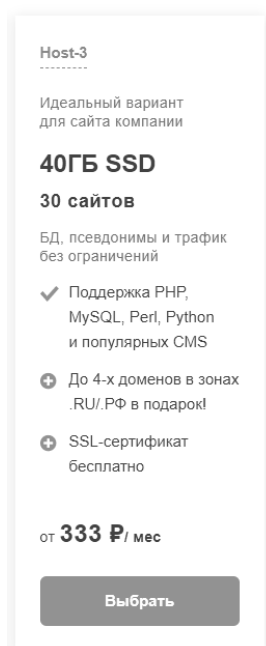 Host-3
Идеальный вариант
для сайта компании
40ГБ SSD
30 сайтов
БД, псевдонимы и трафик
без ограничений
Поддержка PHP,
MySQL, Perl, Python
и популярных CMS
До 4-х доменов в зонах
.RU/.РФ в подарок!
SSL-сертификат
бесплатно
от 333 ₽/ мес
Выбрать